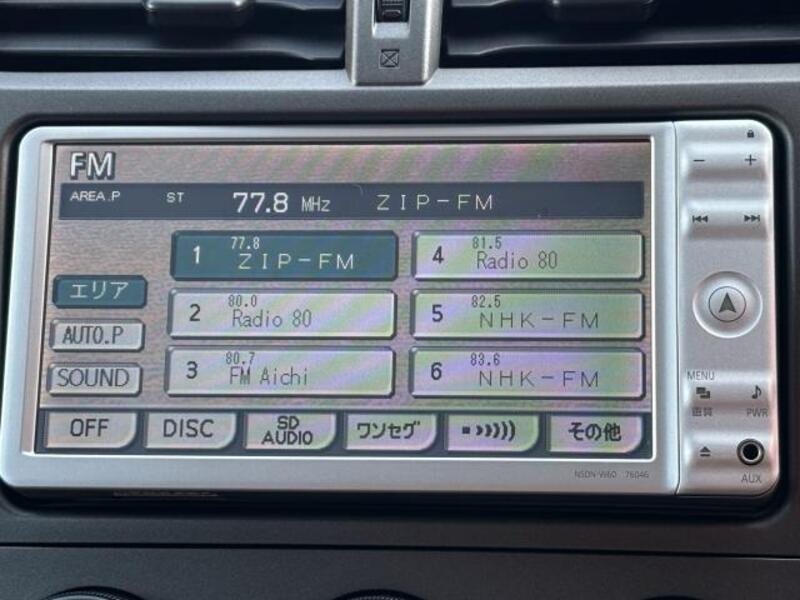 FM
AREA.P ST 77.8 MHz ZIP-FM
1 77.8 ZIP-FM
4 81.5 Radio 80
エリア
2 80.0 Radio 80
5 82.5 NHK-FM
AUTO.P
3 80.7 FM Aichi
6 83.6 NHK-FM
SOUND
OFF DISC SD AUDIO ワンセグ その他
MENU
画質 PWR
AUX
NSDN-W60 76046